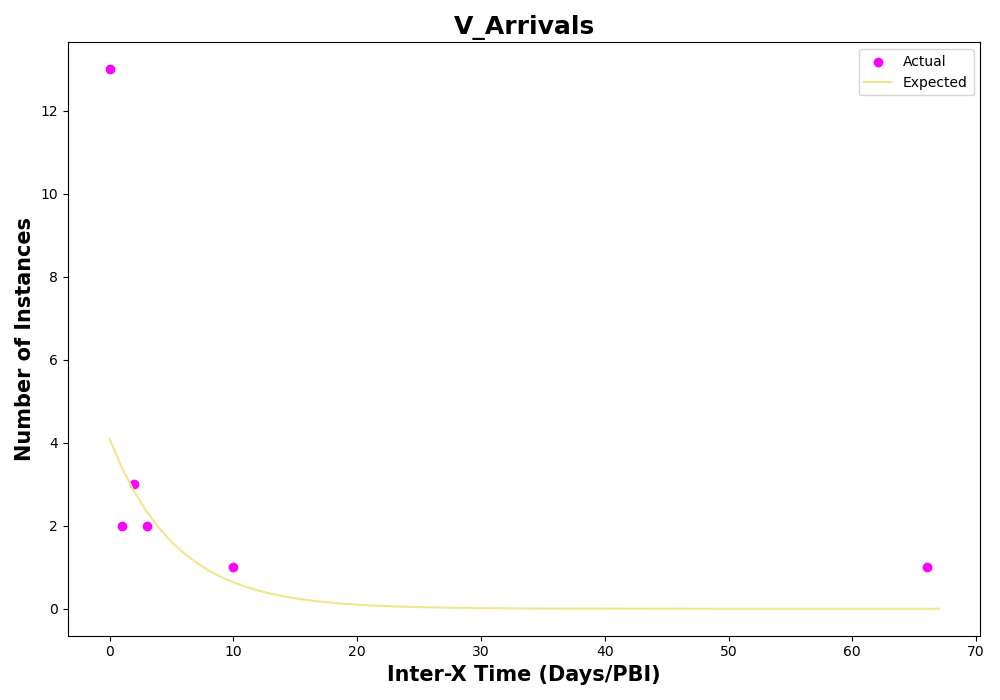 V_Arrivals
Actual
Expected
Number of Instances
12
10
8
6
4
2
0
0 10 20 30 40 50 60 70
Inter-X Time (Days/PBI)